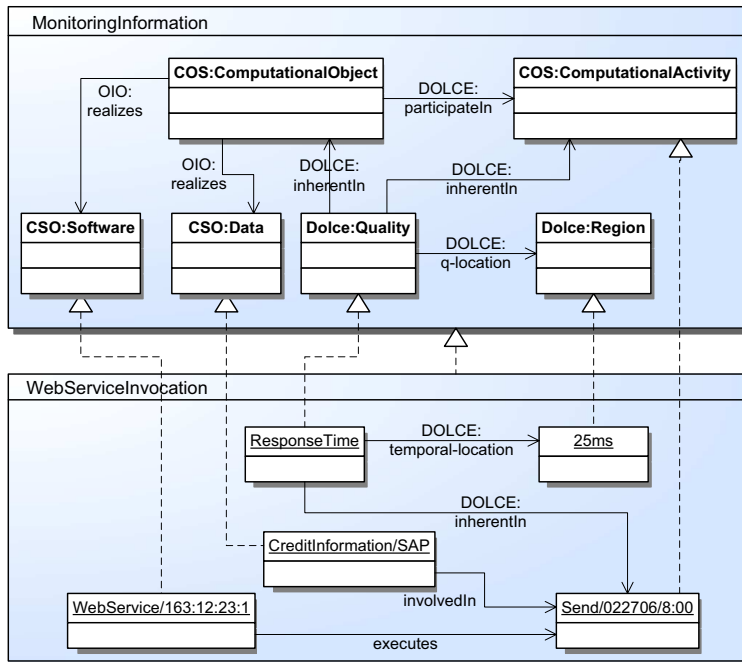 MonitoringInformation
COS:ComputationalObject
COS:ComputationalActivity
OIO:
realizes
DOLCE:
participateIn
OIO:
realizes
DOLCE:
inherentIn
DOLCE:
inherentIn
CSO:Software
CSO:Data
Dolce:Quality
Dolce:Region
DOLCE:
q-location
WebServiceInvocation
ResponseTime
DOLCE:
temporal-location
25ms
DOLCE:
inherentIn
CreditInformation/SAP
involvedIn
WebService/163:12:23:1
Send/022706/8:00
executes